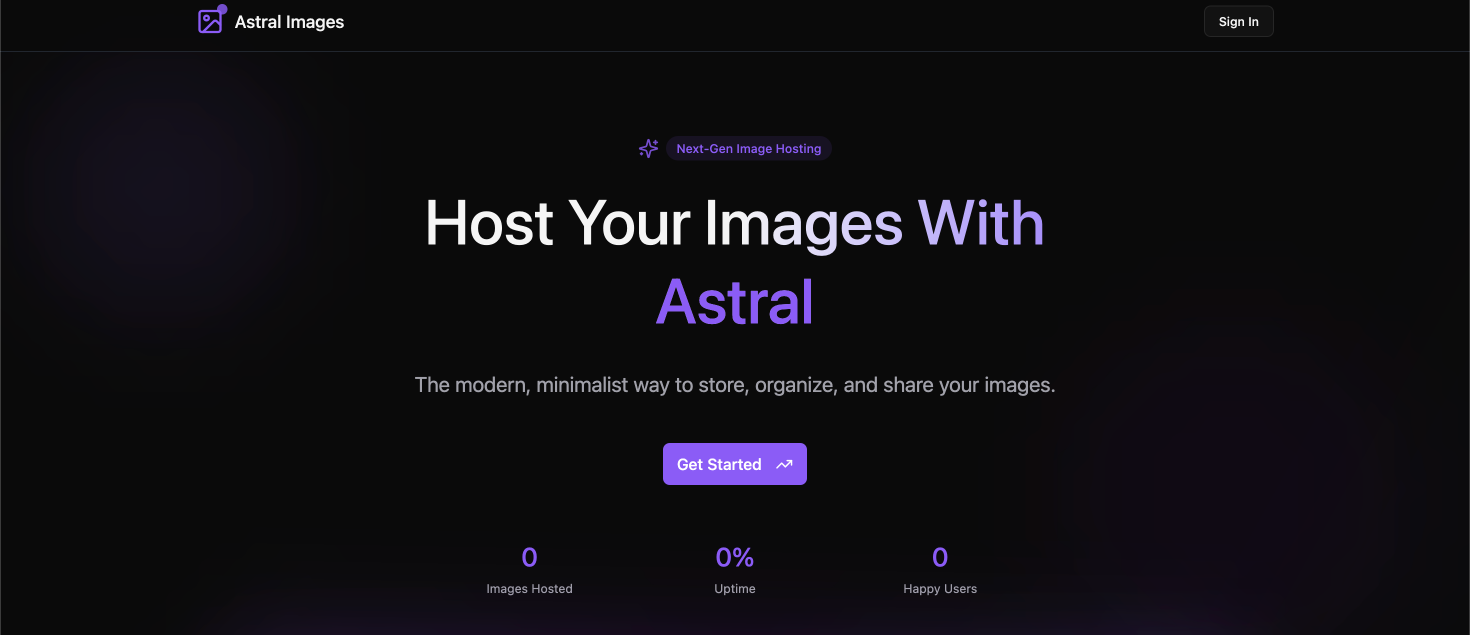 Astral Images
Sign In
Next-Gen Image Hosting
Host Your Images With
Astral
The modern, minimalist way to store, organize, and share your images.
Get Started
0
Images Hosted
0%
Uptime
0
Happy Users